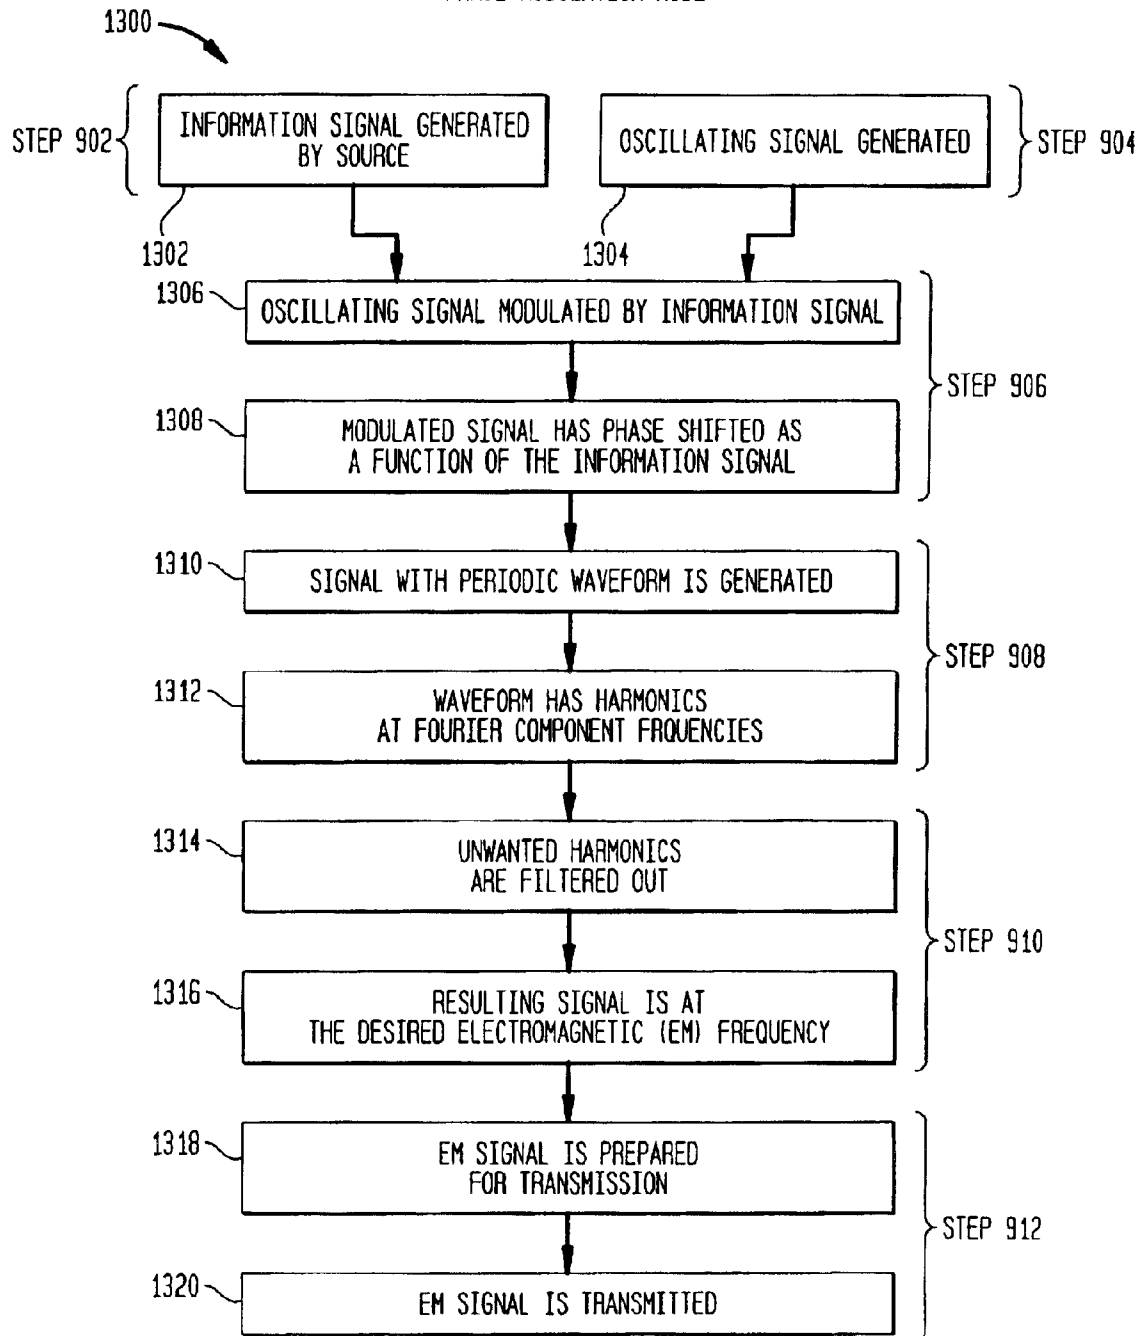 1300
STEP 902
INFORMATION SIGNAL GENERATED
BY SOURCE
OSCILLATING SIGNAL GENERATED
STEP 904
1302
1304
1306
OSCILLATING SIGNAL MODULATED BY INFORMATION SIGNAL
STEP 906
1308
MODULATED SIGNAL HAS PHASE SHIFTED AS
A FUNCTION OF THE INFORMATION SIGNAL
1310
SIGNAL WITH PERIODIC WAVEFORM IS GENERATED
STEP 908
1312
WAVEFORM HAS HARMONICS
AT FOURIER COMPONENT FRQUENCIES
1314
UNWANTED HARMONICS
ARE FILTERED OUT
STEP 910
1316
RESULTING SIGNAL IS AT
THE DESIRED ELECTROMAGNETIC (EM) FREQUENCY
1318
EM SIGNAL IS PREPARED
FOR TRANSMISSION
STEP 912
1320
EM SIGNAL IS TRANSMITTED